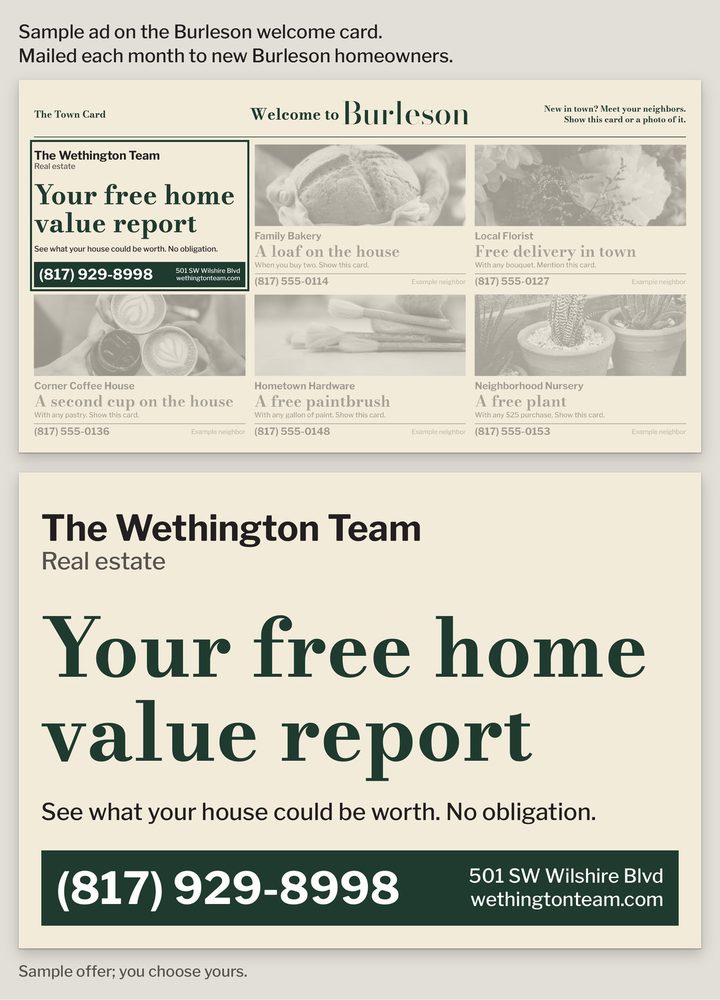 Sample ad on the Burleson welcome card.
Mailed each month to new Burleson homeowners.
The Town Card
Welcome to Burleson
New in town? Meet your neighbors.
Show this card or a photo of it.
The Wethington Team
Real estate
Your free home
value report
See what your house could be worth. No obligation.
(817) 929-8998
501 SW Wilshire Blvd
wethingtonteam.com
Family Bakery
A loaf on the house
When you buy two. Show this card.
(817) 555-0114
Example neighbor
Local Florist
Free delivery in town
With any bouquet. Mention this card.
(817) 555-0127
Example neighbor
Corner Coffee House
A second cup on the house
With any pastry. Show this card.
(817) 555-0136
Example neighbor
Hometown Hardware
A free paintbrush
With any gallon of paint. Show this card.
(817) 555-0148
Example neighbor
Neighborhood Nursery
A free plant
With any $25 purchase. Show this card.
(817) 555-0153
Example neighbor
The Wethington Team
Real estate
Your free home
value report
See what your house could be worth. No obligation.
(817) 929-8998
501 SW Wilshire Blvd
wethingtonteam.com
Sample offer; you choose yours.